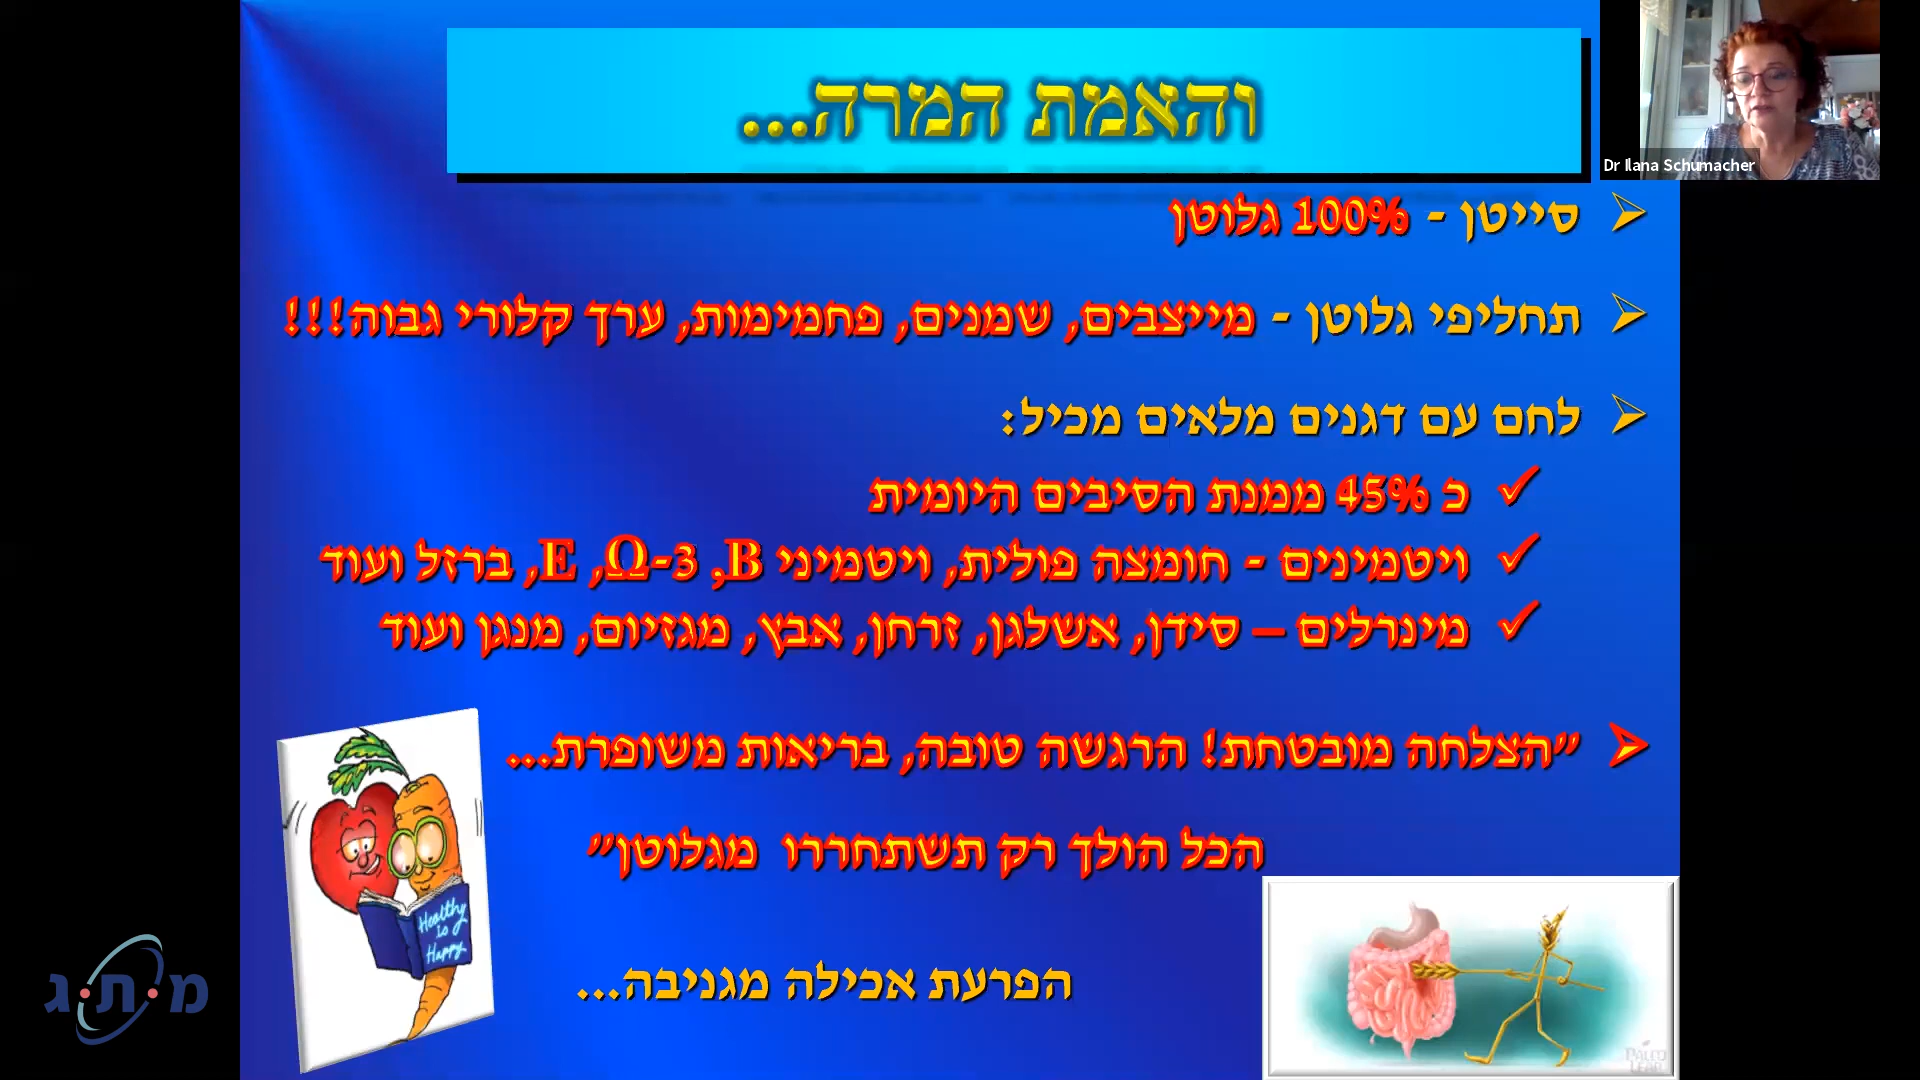 והאמת המרה...
Dr Ilana Schumacher
סייטן - 100% גלוטן
תחליפי גלוטן - מייצבים, שמנים, פחמימות, ערך קלורי גבוה!!!
לחם עם דגנים מלאים מכיל:
כ 45% ממנת הסיבים היומית
ויטמינים - חומצה פולית, ויטמיני B, Ω-3, E, ברזל ועוד
מינרלים – סידן, אשלגן, זרחן, אבץ, מגזיום, מנגן ועוד
"הצלחה מובטחת! הרגשה טובה, בריאות משופרת...
הכל הולך רק תשתחררו מגלוטן"
הפרעת אכילה מגניבה...
Healthy
is
Happy
מ.ת.ג
PALEO
LEAP